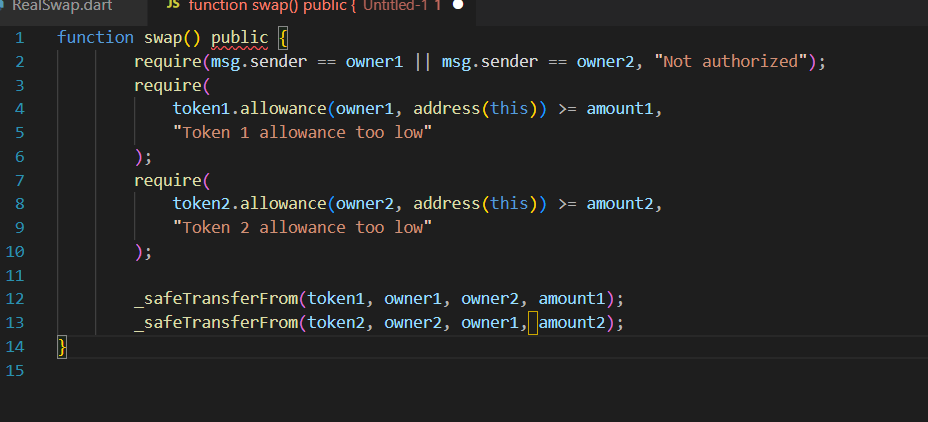 RealSwap.dart JS function swap() public { Untitled-1 1
1 function swap() public {
2 require(msg.sender == owner1 || msg.sender == owner2, "Not authorized");
3 require(
4 token1.allowance(owner1, address(this)) >= amount1,
5 "Token 1 allowance too low"
6 );
7 require(
8 token2.allowance(owner2, address(this)) >= amount2,
9 "Token 2 allowance too low"
10 );
11
12 _safeTransferFrom(token1, owner1, owner2, amount1);
13 _safeTransferFrom(token2, owner2, owner1, amount2);
14 }
15